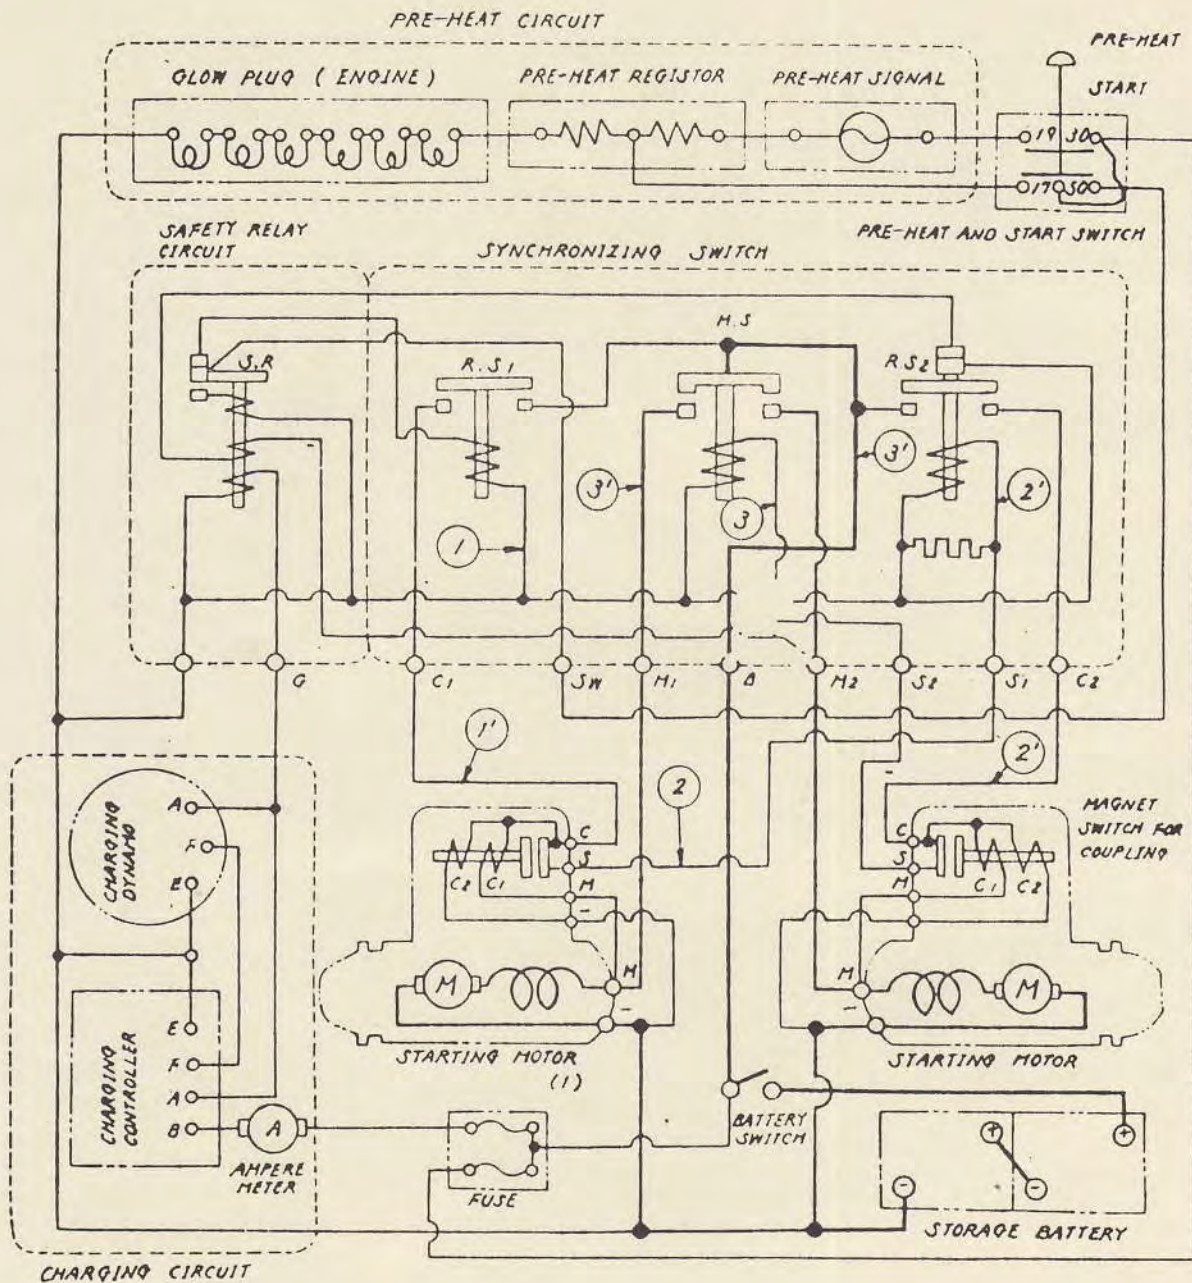 PRE-HEAT CIRCUIT
PRE-HEAT
START
GLOW PLUG ( ENGINE )
PRE-HEAT REGISTOR
PRE-HEAT SIGNAL
19 30
17 50
PRE-HEAT AND START SWITCH
SAFETY RELAY
CIRCUIT
SYNCHRONIZING SWITCH
M.S
S.R
R.S1
R.S2
3'
3'
3
2'
1
-
G
C1
SW
M1
B
M2
S2
S1
C2
1'
2
2'
-
MAGNET
SWITCH FOR
COUPLING
CHARGING
DYNAMO
A
F
E
C
S
M
-
C2
C1
C
S
M
-
C1
C2
M
M
-
M
M
-
STARTING MOTOR
(1)
STARTING MOTOR
CHARGING
CONTROLLER
E
F
A
B
A
AMPERE
METER
FUSE
BATTERY
SWITCH
+
+
-
-
STORAGE BATTERY
CHARGING CIRCUIT